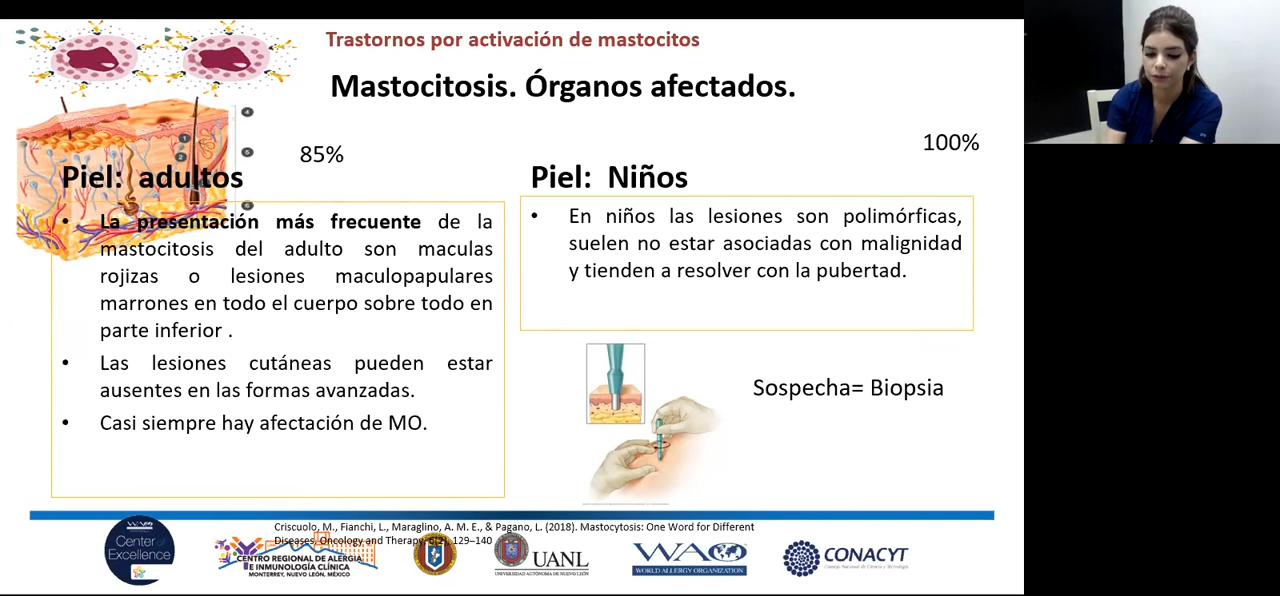 Trastornos por activación de mastocitos
Mastocitosis. Órganos afectados.
4
1
2
5
6
85%
100%
Piel: adultos
Piel: Niños
• La presentación más frecuente de la
mastocitosis del adulto son maculas
rojizas o lesiones maculopapulares
marrones en todo el cuerpo sobre todo en
parte inferior .
• Las lesiones cutáneas pueden estar
ausentes en las formas avanzadas.
• Casi siempre hay afectación de MO.
• En niños las lesiones son polimórficas,
suelen no estar asociadas con malignidad
y tienden a resolver con la pubertad.
Sospecha= Biopsia
Criscuolo, M., Fianchi, L., Maraglino, A. M. E., & Pagano, L. (2018). Mastocytosis: One Word for Different
Diseases. Oncology and Therapy, 6(2), 129–140
Center of
Excellence
CENTRO REGIONAL DE ALERGIA
E INMUNOLOGÍA CLÍNICA
MONTERREY, NUEVO LEÓN, MÉXICO
UANL
UNIVERSIDAD AUTÓNOMA DE NUEVO LEÓN
WAO
WORLD ALLERGY ORGANIZATION
CONACYT
Consejo Nacional de Ciencia y Tecnología